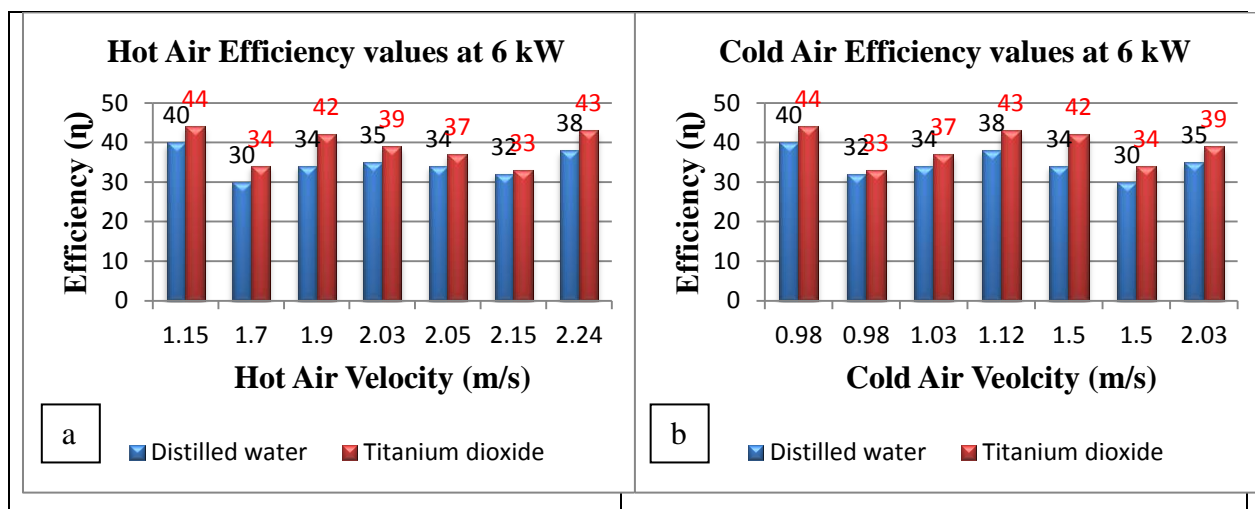 Hot Air Efficiency values at 6 kW
Efficiency (η)
50
40
30
20
10
0
40 44 30 34 34 42 35 39 34 37 32 33 38 43
1.15 1.7 1.9 2.03 2.05 2.15 2.24
Hot Air Velocity (m/s)
a
Distilled water Titanium dioxide
Cold Air Efficiency values at 6 kW
Efficiency (η)
50
40
30
20
10
0
40 44 32 33 34 37 38 43 34 42 30 34 35 39
0.98 0.98 1.03 1.12 1.5 1.5 2.03
Cold Air Veolcity (m/s)
b
Distilled water Titanium dioxide